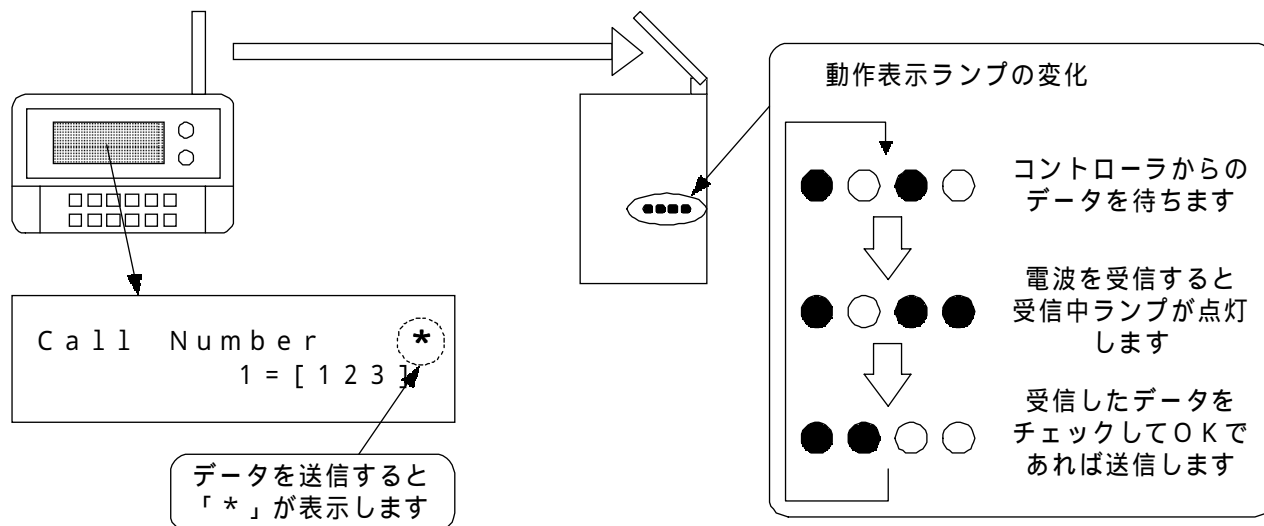 動作表示ランプの変化
コントローラからの
データを待ちます
電波を受信すると
受信中ランプが点灯
します
受信したデータを
チェックしてＯＫで
あれば送信します
Call Number *
1=[123]
データを送信すると
「＊」が表示します